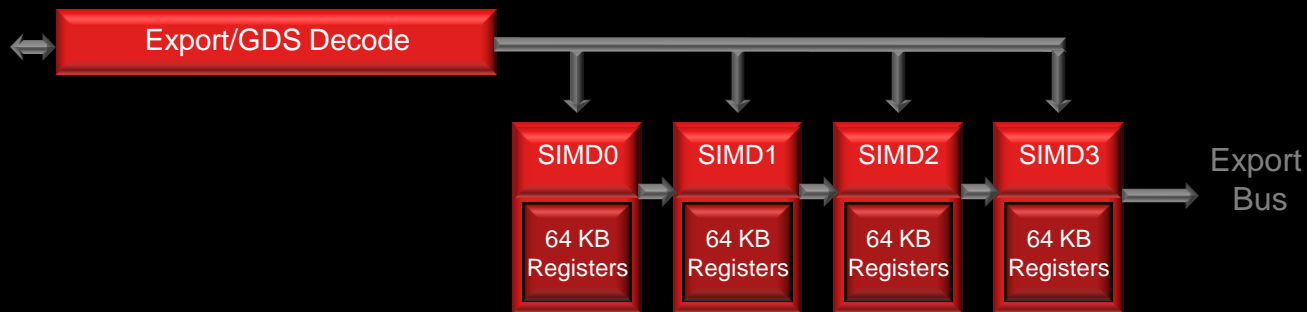 Export/GDS Decode
SIMD0
SIMD1
SIMD2
SIMD3
Export
Bus
64 KB
Registers
64 KB
Registers
64 KB
Registers
64 KB
Registers